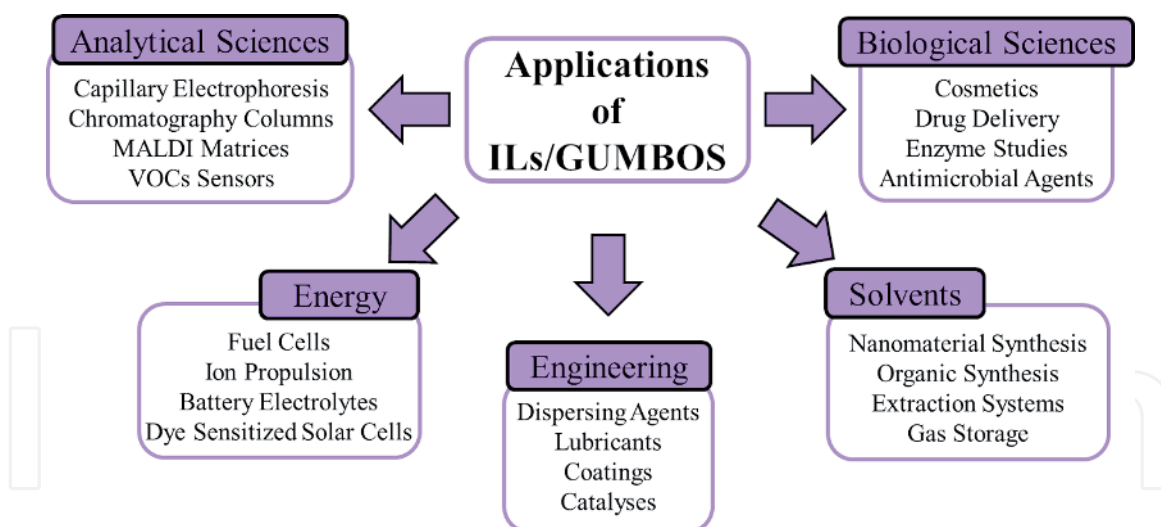 Applications
of
ILs/GUMBOS
Analytical Sciences
Capillary Electrophoresis
Chromatography Columns
MALDI Matrices
VOCs Sensors
Biological Sciences
Cosmetics
Drug Delivery
Enzyme Studies
Antimicrobial Agents
Energy
Fuel Cells
Ion Propulsion
Battery Electrolytes
Dye Sensitized Solar Cells
Engineering
Dispersing Agents
Lubricants
Coatings
Catalyses
Solvents
Nanomaterial Synthesis
Organic Synthesis
Extraction Systems
Gas Storage